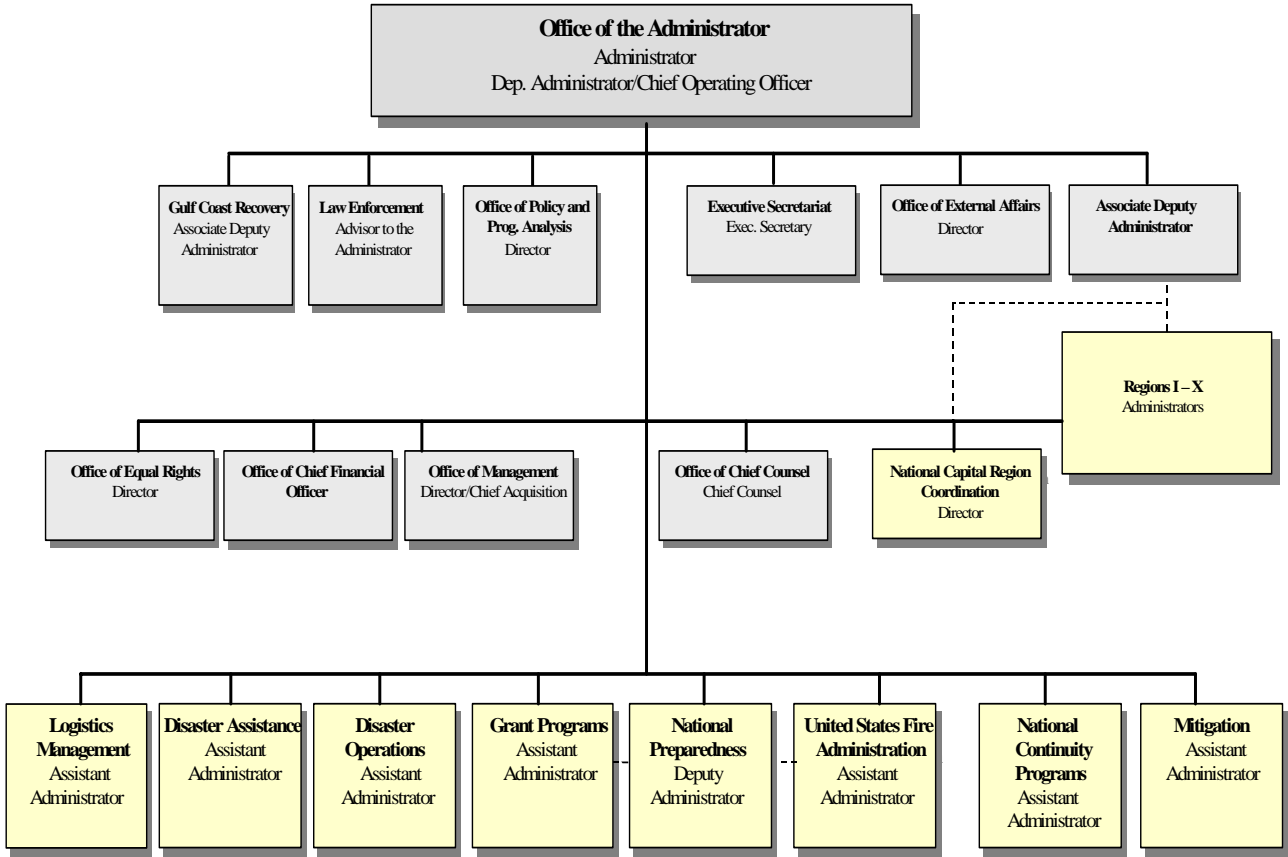 Office of the Administrator
Administrator
Dep. Administrator/Chief Operating Officer
Gulf Coast Recovery
Associate Deputy
Administrator
Law Enforcement
Advisor to the
Administrator
Office of Policy and
Prog. Analysis
Director
Executive Secretariat
Exec. Secretary
Office of External Affairs
Director
Associate Deputy
Administrator
Regions I – X
Administrators
Office of Equal Rights
Director
Office of Chief Financial
Officer
Office of Management
Director/Chief Acquisition
Office of Chief Counsel
Chief Counsel
National Capital Region
Coordination
Director
Logistics
Management
Assistant
Administrator
Disaster Assistance
Assistant
Administrator
Disaster
Operations
Assistant
Administrator
Grant Programs
Assistant
Administrator
National
Preparedness
Deputy
Administrator
United States Fire
Administration
Assistant
Administrator
National
Continuity
Programs
Assistant
Administrator
Mitigation
Assistant
Administrator